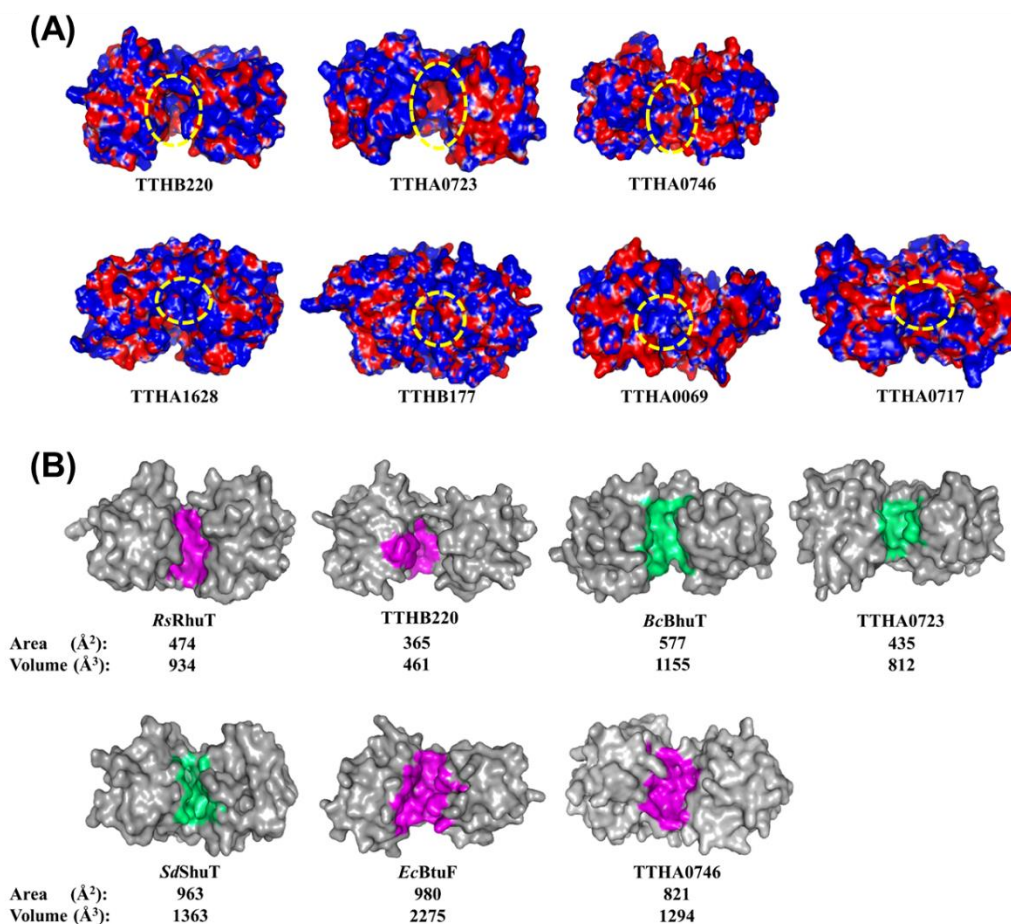 (A)
TTHB220 TTHA0723 TTHA0746
TTHA1628 TTHB177 TTHA0069 TTHA0717
(B)
RsRhuT TTHB220 BcBhuT TTHA0723
Area (Å²): 474 365 577 435
Volume (Å³): 934 461 1155 812
SdShuT EcBtuF TTHA0746
Area (Å²): 963 980 821
Volume (Å³): 1363 2275 1294